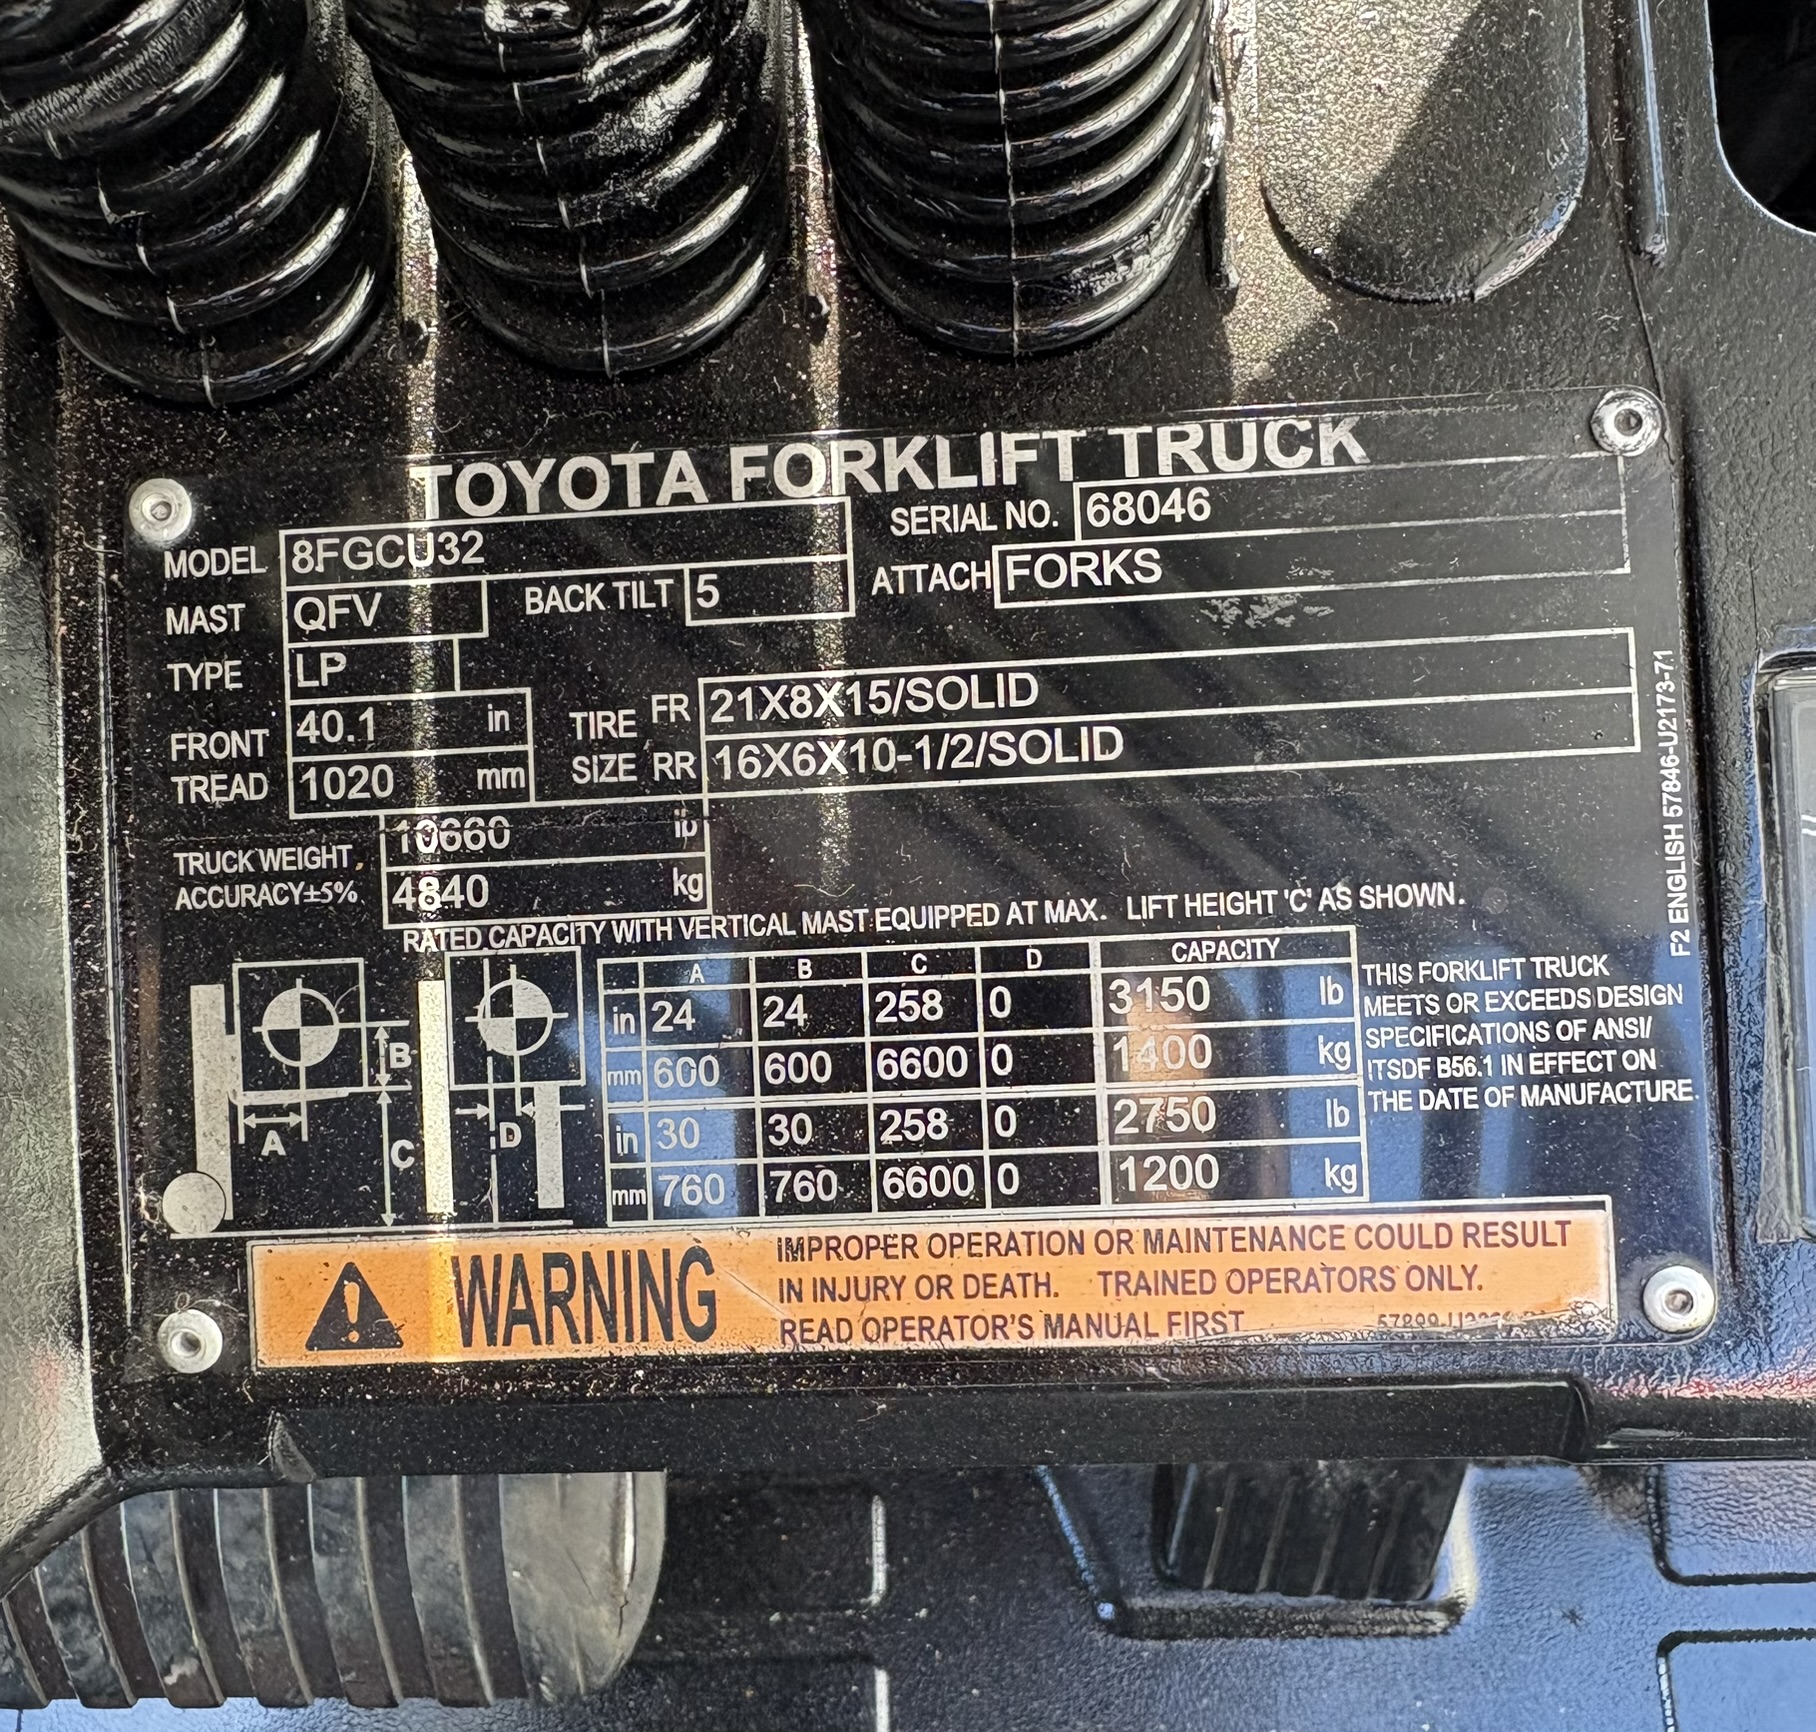 TOYOTA FORKLIFT TRUCK
MODEL 8FGCU32 SERIAL NO. 68046
MAST QFV BACK TILT 5 ATTACH FORKS
TYPE LP
FRONT TREAD 40.1 in TIRE SIZE FR 21X8X15/SOLID
1020 mm RR 16X6X10-1/2/SOLID
TRUCK WEIGHT 10660 lb
ACCURACY±5% 4840 kg
RATED CAPACITY WITH VERTICAL MAST EQUIPPED AT MAX. LIFT HEIGHT 'C' AS SHOWN.
A B C D CAPACITY
in 24 24 258 0 3150 lb
mm 600 600 6600 0 1400 kg
in 30 30 258 0 2750 lb
mm 760 760 6600 0 1200 kg
A B C D
THIS FORKLIFT TRUCK
MEETS OR EXCEEDS DESIGN
SPECIFICATIONS OF ANSI/
ITSDF B56.1 IN EFFECT ON
THE DATE OF MANUFACTURE.
F2 ENGLISH 57846-U2173-71
WARNING
IMPROPER OPERATION OR MAINTENANCE COULD RESULT
IN INJURY OR DEATH. TRAINED OPERATORS ONLY.
READ OPERATOR'S MANUAL FIRST